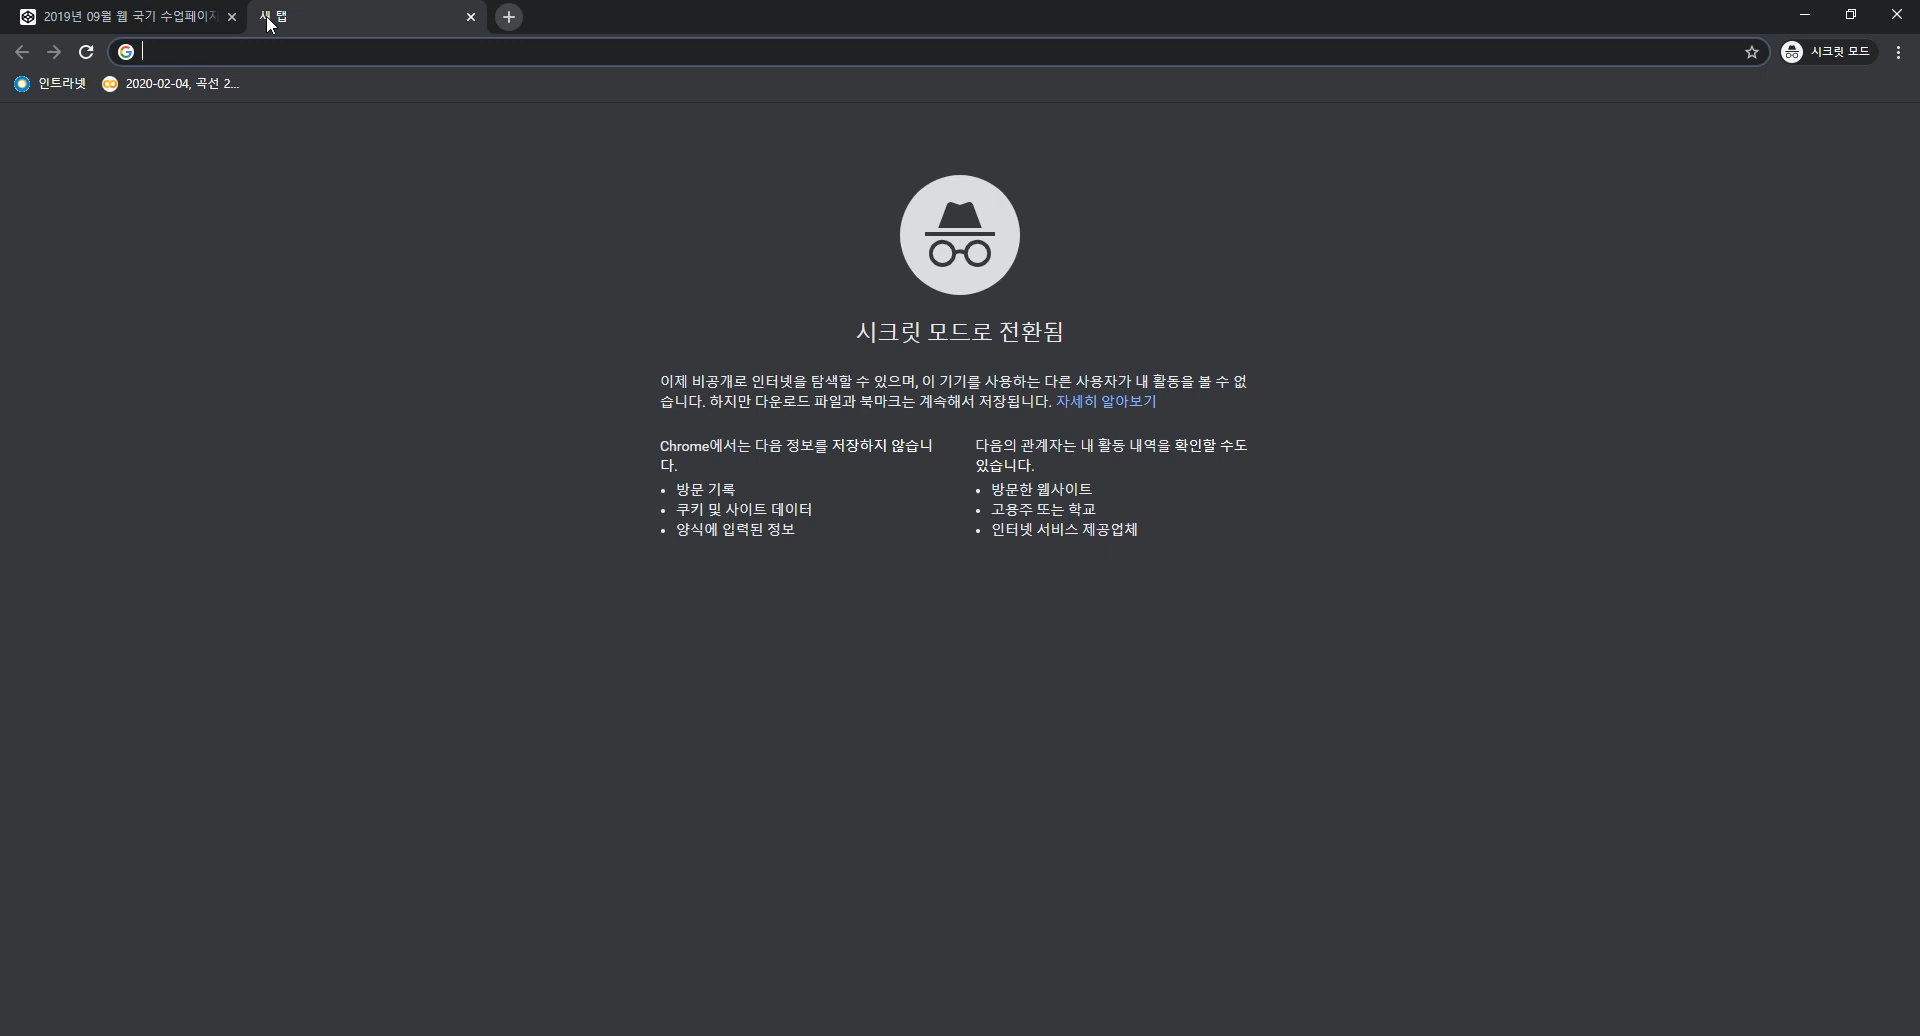 2019년 09월 웹 국기 수업페이지
새 탭
시크릿 모드
인트라넷
2020-02-04, 곡선 2...
시크릿 모드로 전환됨
이제 비공개로 인터넷을 탐색할 수 있으며, 이 기기를 사용하는 다른 사용자가 내 활동을 볼 수 없
습니다. 하지만 다운로드 파일과 북마크는 계속해서 저장됩니다. 자세히 알아보기
Chrome에서는 다음 정보를 저장하지 않습니
다.
• 방문 기록
• 쿠키 및 사이트 데이터
• 양식에 입력된 정보
다음의 관계자는 내 활동 내역을 확인할 수도
있습니다.
• 방문한 웹사이트
• 고용주 또는 학교
• 인터넷 서비스 제공업체